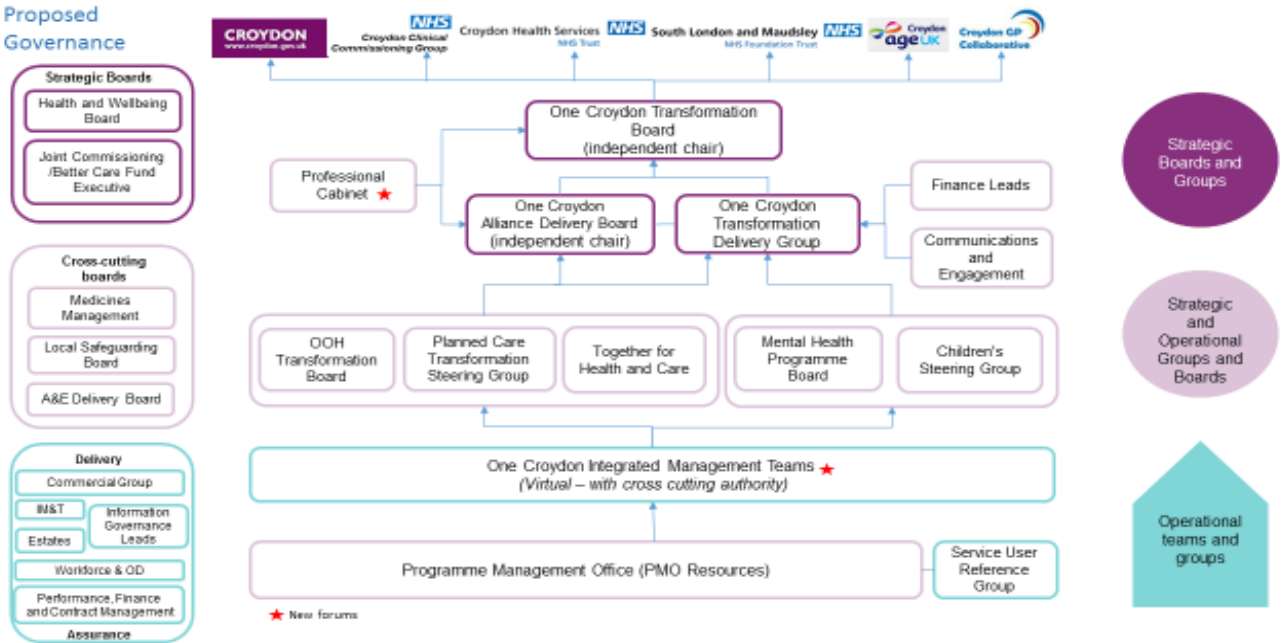 Proposed
Governance
CROYDON
www.croydon.gov.uk
NHS
Croydon Clinical
Commissioning Group
Croydon Health Services NHS
NHS Trust
South London and Maudsley NHS
NHS Foundation Trust
Croydon
age UK
Croydon GP
Collaborative
Strategic Boards
Health and Wellbeing
Board
Joint Commissioning
/Better Care Fund
Executive
One Croydon Transformation
Board
(independent chair)
Professional
Cabinet
One Croydon
Alliance Delivery Board
(independent chair)
One Croydon
Transformation
Delivery Group
Finance Leads
Communications
and
Engagement
Strategic
Boards and
Groups
Cross-cutting
boards
Medicines
Management
Local Safeguarding
Board
A&E Delivery Board
OOH
Transformation
Board
Planned Care
Transformation
Steering Group
Together for
Health and Care
Mental Health
Programme
Board
Children's
Steering Group
Strategic
and
Operational
Groups and
Boards
Delivery
Commercial Group
IM&T
Information
Governance
Leads
Estates
Workforce & OD
Performance, Finance
and Contract Management
Assurance
One Croydon Integrated Management Teams
(Virtual – with cross cutting authority)
Programme Management Office (PMO Resources)
Service User
Reference
Group
Operational
teams and
groups
New forums